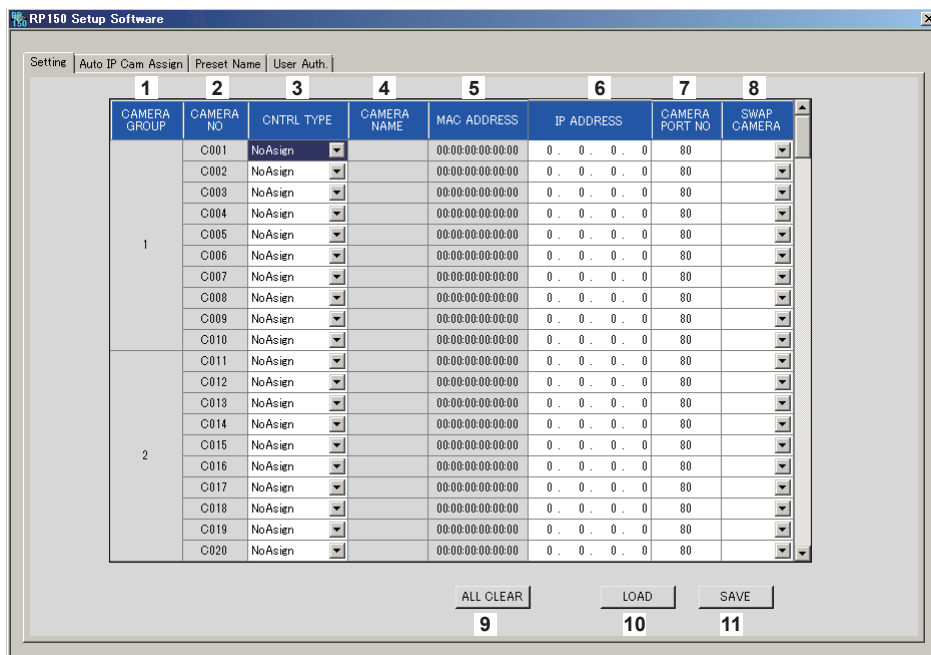 RP150 Setup Software
Setting Auto IP Cam Assign Preset Name User Auth.
1 2 3 4 5 6 7 8
CAMERA GROUP CAMERA NO CNTRL TYPE CAMERA NAME MAC ADDRESS IP ADDRESS CAMERA PORT NO SWAP CAMERA
C001 NoAsign 00:00:00:00:00:00 0 . 0 . 0 . 0 80
C002 NoAsign 00:00:00:00:00:00 0 . 0 . 0 . 0 80
C003 NoAsign 00:00:00:00:00:00 0 . 0 . 0 . 0 80
C004 NoAsign 00:00:00:00:00:00 0 . 0 . 0 . 0 80
C005 NoAsign 00:00:00:00:00:00 0 . 0 . 0 . 0 80
1
C006 NoAsign 00:00:00:00:00:00 0 . 0 . 0 . 0 80
C007 NoAsign 00:00:00:00:00:00 0 . 0 . 0 . 0 80
C008 NoAsign 00:00:00:00:00:00 0 . 0 . 0 . 0 80
C009 NoAsign 00:00:00:00:00:00 0 . 0 . 0 . 0 80
C010 NoAsign 00:00:00:00:00:00 0 . 0 . 0 . 0 80
C011 NoAsign 00:00:00:00:00:00 0 . 0 . 0 . 0 80
C012 NoAsign 00:00:00:00:00:00 0 . 0 . 0 . 0 80
C013 NoAsign 00:00:00:00:00:00 0 . 0 . 0 . 0 80
C014 NoAsign 00:00:00:00:00:00 0 . 0 . 0 . 0 80
C015 NoAsign 00:00:00:00:00:00 0 . 0 . 0 . 0 80
2
C016 NoAsign 00:00:00:00:00:00 0 . 0 . 0 . 0 80
C017 NoAsign 00:00:00:00:00:00 0 . 0 . 0 . 0 80
C018 NoAsign 00:00:00:00:00:00 0 . 0 . 0 . 0 80
C019 NoAsign 00:00:00:00:00:00 0 . 0 . 0 . 0 80
C020 NoAsign 00:00:00:00:00:00 0 . 0 . 0 . 0 80
ALL CLEAR LOAD SAVE
9 10 11